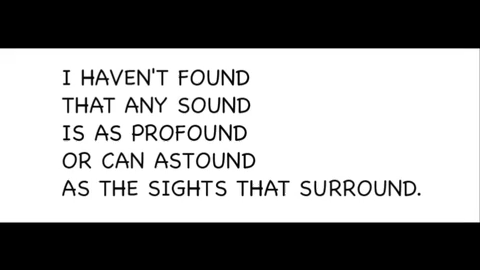 I HAVEN'T FOUND
THAT ANY SOUND
IS AS PROFOUND
OR CAN ASTOUND
AS THE SIGHTS THAT SURROUND.